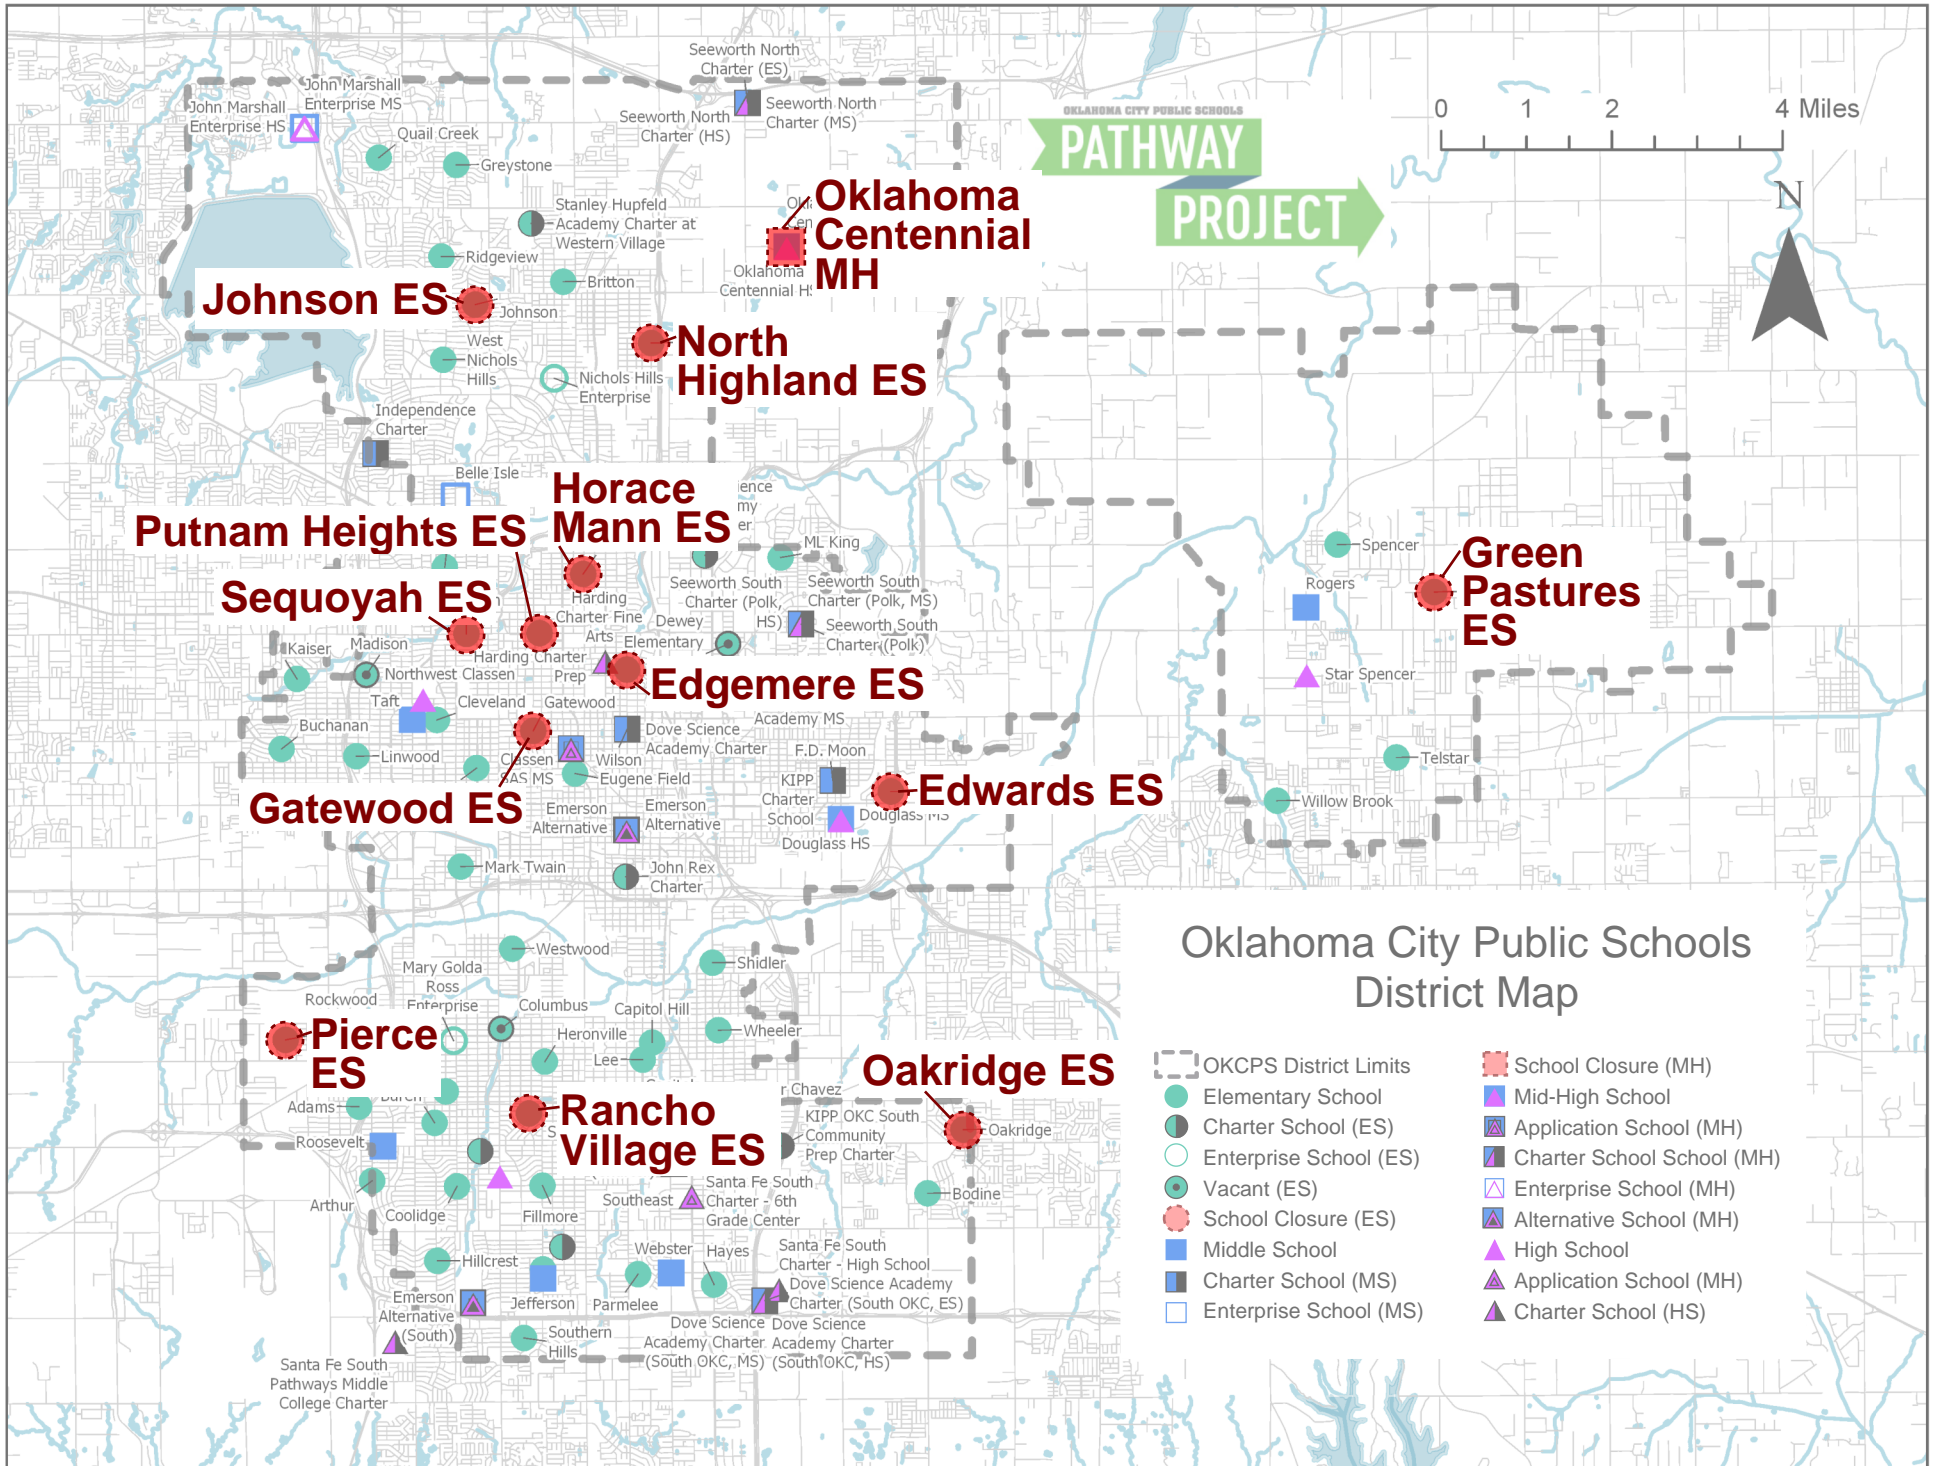 Seeworth North
Charter (ES)
John Marshall
Enterprise MS
John Marshall
Enterprise HS
Seeworth North
Charter (MS)
Seeworth North
Charter (HS)
Quail Creek
Greystone
OKLAHOMA CITY PUBLIC SCHOOLS
PATHWAY
PROJECT
0 1 2 4 Miles
N
Oklahoma
Centennial
MH
Oklahoma
Centennial HS
Stanley Hupfeld
Academy Charter at
Western Village
Ridgeview
Britton
Johnson ES
Johnson
North
Highland ES
West
Nichols
Hills
Nichols Hills
Enterprise
Independence
Charter
Belle Isle
Horace
Mann ES
Putnam Heights ES
ML King
Sequoyah ES
Seeworth South
Charter (Polk,
HS)
Seeworth South
Charter (Polk, MS)
Seeworth South
Charter (Polk)
Harding
Charter Fine
Arts
Dewey
Elementary
Harding Charter
Prep
Edgemere ES
Spencer
Rogers
Green
Pastures
ES
Star Spencer
Telstar
Willow Brook
Kaiser
Madison
Northwest Classen
Taft
Cleveland
Gatewood
Buchanan
Linwood
Classen
SAS MS
Wilson
Dove Science
Academy Charter
Academy MS
F.D. Moon
Eugene Field
KIPP
Charter
School
Edwards ES
Douglass MS
Douglass HS
Gatewood ES
Emerson
Alternative
Emerson
Alternative
Mark Twain
John Rex
Charter
Westwood
Shidler
Mary Golda
Ross
Enterprise
Rockwood
Columbus
Capitol Hill
Heronville
Lee
Wheeler
Pierce
ES
Oakridge ES
Oakridge
Chavez
Adams
Rancho
Village ES
KIPP OKC South
Community
Prep Charter
Roosevelt
Arthur
Coolidge
Fillmore
Southeast
Santa Fe South
Charter - 6th
Grade Center
Bodine
Hillcrest
Webster
Hayes
Santa Fe South
Charter - High School
Dove Science Academy
Charter (South OKC, ES)
Emerson
Alternative
(South)
Jefferson
Parmelee
Southern
Hills
Dove Science
Academy Charter
(South OKC, MS)
Dove Science
Academy Charter
(South OKC, HS)
Santa Fe South
Pathways Middle
College Charter
Oklahoma City Public Schools
District Map
OKCPS District Limits
Elementary School
Charter School (ES)
Enterprise School (ES)
Vacant (ES)
School Closure (ES)
Middle School
Charter School (MS)
Enterprise School (MS)
School Closure (MH)
Mid-High School
Application School (MH)
Charter School School (MH)
Enterprise School (MH)
Alternative School (MH)
High School
Application School (MH)
Charter School (HS)